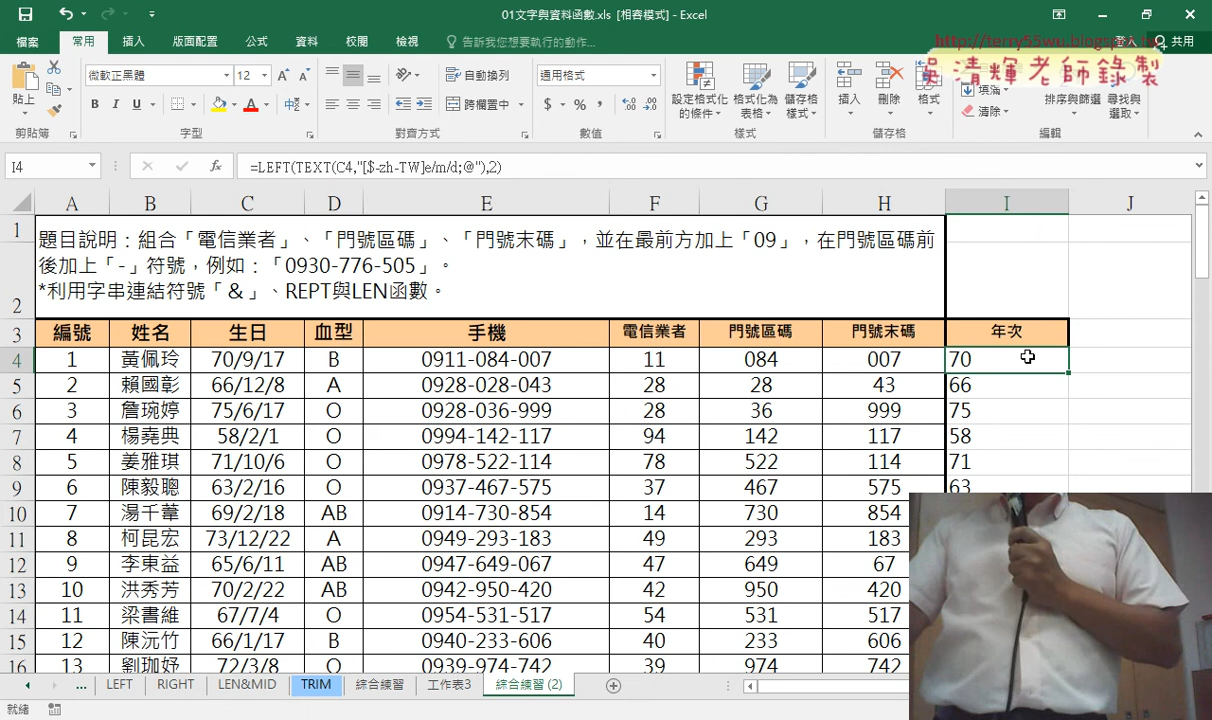 01文字與資料函數.xls [相容模式] - Excel
檔案 常用 插入 版面配置 公式 資料 校閱 檢視 告訴我您想要執行的動作... 登入 共用
http://terry55wu.blogspot.tw
吳清輝老師錄製
貼上 微軟正黑體 12 自動換列 通用格式 設定格式化的條件 格式化為表格 儲存格樣式 插入 刪除 格式 填滿 排序與篩選 尋找與選取
B I U 跨欄置中 $ % 清除
剪貼簿 字型 對齊方式 數值 樣式 儲存格 編輯
I4 fx =LEFT(TEXT(C4,"[$-zh-TW]e/m/d;@"),2)
A B C D E F G H I J
1 題目說明：組合「電信業者」、「門號區碼」、「門號末碼」，並在最前方加上「09」，在門號區碼前
後加上「-」符號，例如：「0930-776-505」。
2 *利用字串連結符號「&」、REPT與LEN函數。
3 編號 姓名 生日 血型 手機 電信業者 門號區碼 門號末碼 年次
4 1 黃佩玲 70/9/17 B 0911-084-007 11 084 007 70
5 2 賴國彰 66/12/8 A 0928-028-043 28 28 43 66
6 3 詹琬婷 75/6/17 O 0928-036-999 28 36 999 75
7 4 楊堯典 58/2/1 O 0994-142-117 94 142 117 58
8 5 姜雅琪 71/10/6 O 0978-522-114 78 522 114 71
9 6 陳毅聰 63/2/16 O 0937-467-575 37 467 575 63
10 7 湯千葦 69/2/18 AB 0914-730-854 14 730 854
11 8 柯昆宏 73/12/22 A 0949-293-183 49 293 183
12 9 李東益 65/6/11 AB 0947-649-067 47 649 67
13 10 洪秀芳 70/2/22 AB 0942-950-420 42 950 420
14 11 梁書維 67/7/4 O 0954-531-517 54 531 517
15 12 陳沅竹 66/1/17 B 0940-233-606 40 233 606
16 13 劉珈妤 72/3/8 O 0939-974-742 39 974 742
... LEFT RIGHT LEN&MID TRIM 綜合練習 工作表3 綜合練習 (2)
就緒